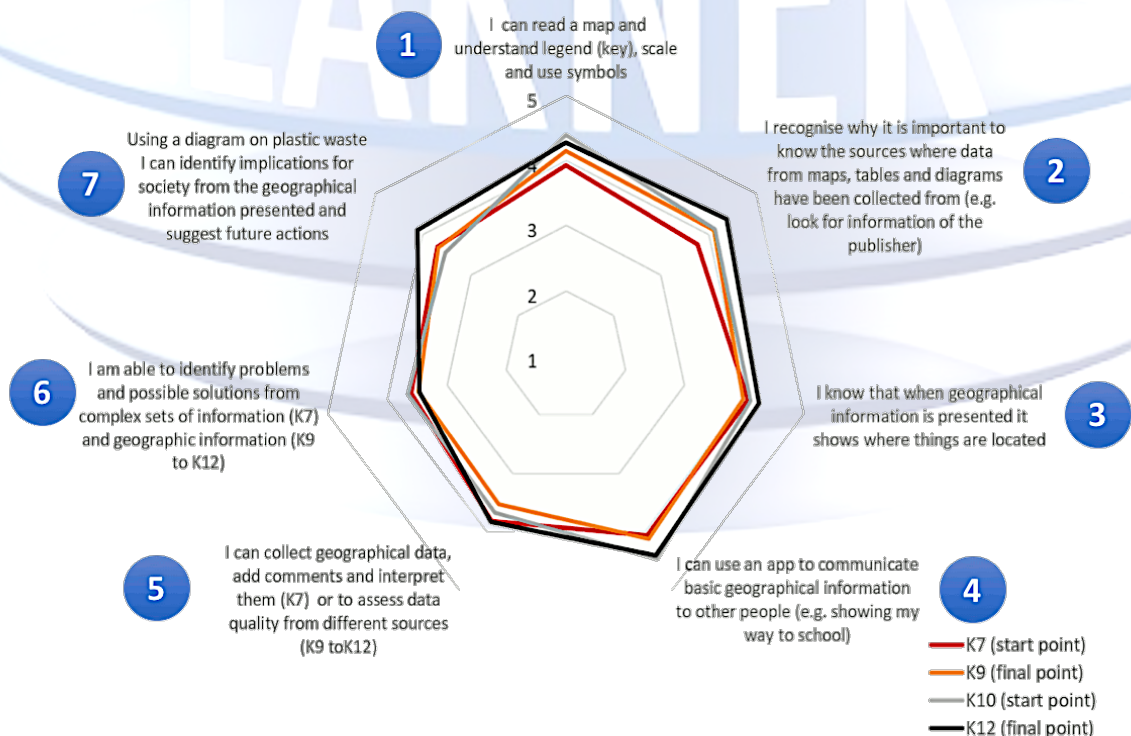 LANNER
1
I can read a map and
understand legend (key), scale
and use symbols
2
I recognise why it is important to
know the sources where data
from maps, tables and diagrams
have been collected from (e.g.
look for information of the
publisher)
3
I know that when geographical
information is presented it
shows where things are located
4
I can use an app to communicate
basic geographical information
to other people (e.g. showing my
way to school)
5
I can collect geographical data,
add comments and interpret
them (K7) or to assess data
quality from different sources
(K9 toK12)
6
I am able to identify problems
and possible solutions from
complex sets of information (K7)
and geographic information (K9
to K12)
7
Using a diagram on plastic waste
I can identify implications for
society from the geographical
information presented and
suggest future actions
5
4
3
2
1
K7 (start point)
K9 (final point)
K10 (start point)
K12 (final point)